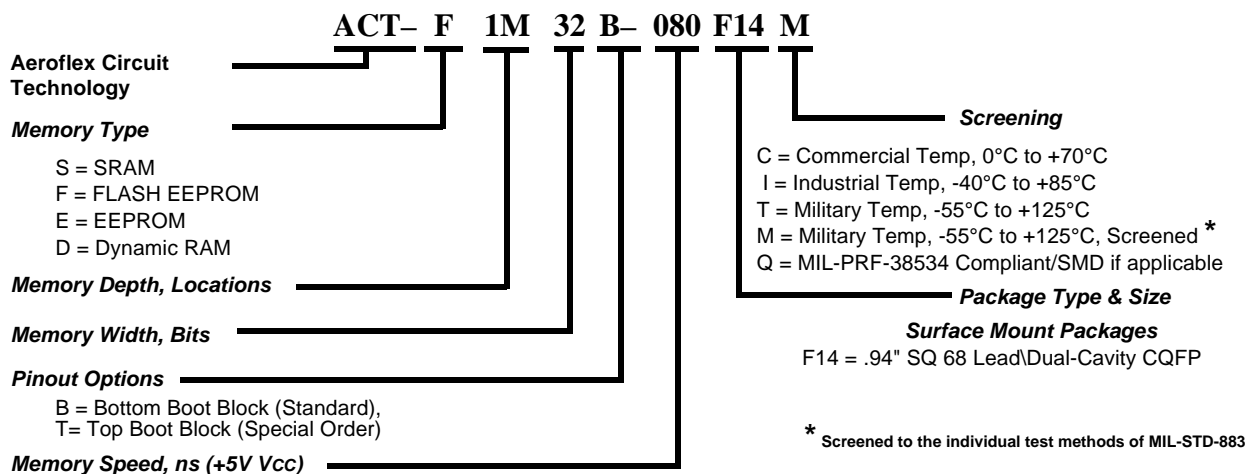 ACT– F 1M 32 B– 080 F14 M
Aeroflex Circuit
Technology
Memory Type
S = SRAM
F = FLASH EEPROM
E = EEPROM
D = Dynamic RAM
Memory Depth, Locations
Memory Width, Bits
Pinout Options
B = Bottom Boot Block (Standard),
T= Top Boot Block (Special Order)
Memory Speed, ns (+5V VCC)
Screening
C = Commercial Temp, 0°C to +70°C
I = Industrial Temp, -40°C to +85°C
T = Military Temp, -55°C to +125°C
M = Military Temp, -55°C to +125°C, Screened *
Q = MIL-PRF-38534 Compliant/SMD if applicable
Package Type & Size
Surface Mount Packages
F14 = .94" SQ 68 Lead\Dual-Cavity CQFP
* Screened to the individual test methods of MIL-STD-883